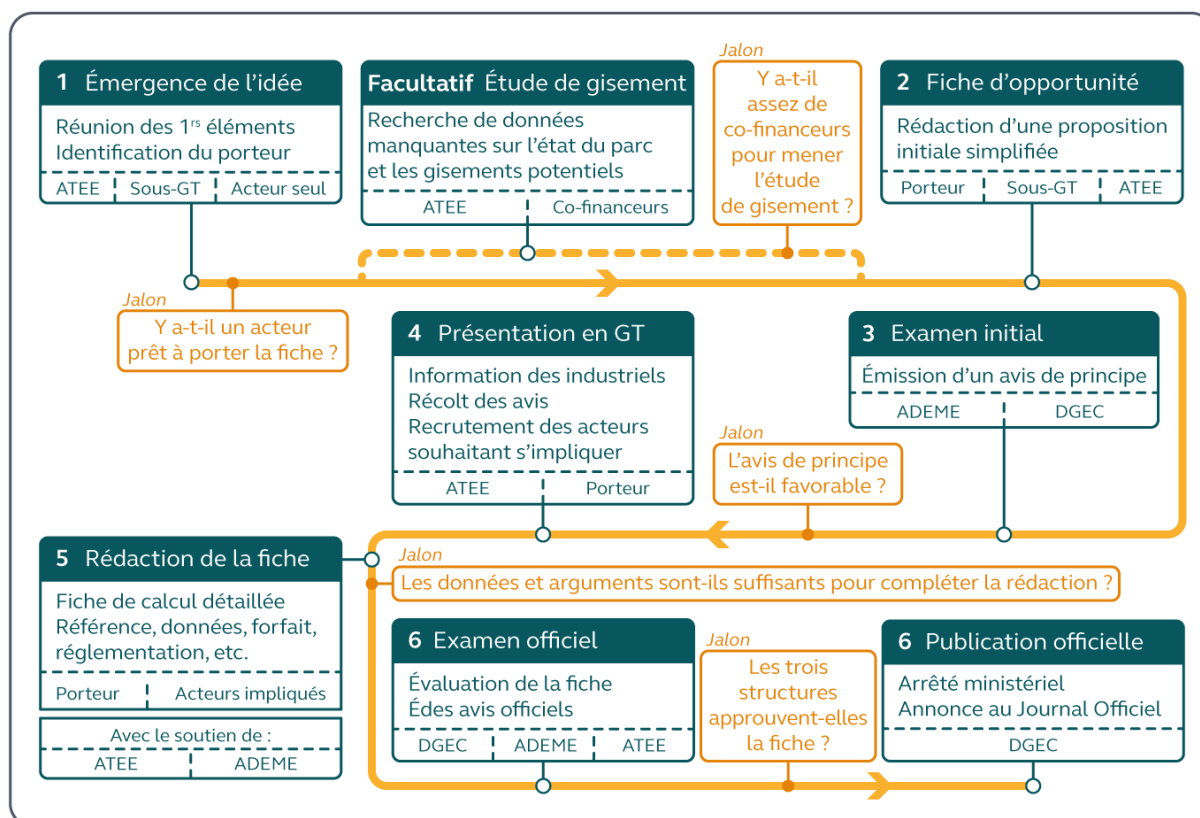 1 Émergence de l'idée
Réunion des 1rs éléments
Identification du porteur
ATEE Sous-GT Acteur seul
Jalon
Y a-t-il un acteur
prêt à porter la fiche ?
Facultatif Étude de gisement
Recherche de données
manquantes sur l'état du parc
et les gisements potentiels
ATEE Co-financeurs
Jalon
Y a-t-il
assez de
co-financeurs
pour mener
l'étude
de gisement ?
2 Fiche d'opportunité
Rédaction d'une proposition
initiale simplifiée
Porteur Sous-GT ATEE
3 Examen initial
Émission d'un avis de principe
ADEME DGEC
Jalon
L'avis de principe
est-il favorable ?
4 Présentation en GT
Information des industriels
Récolt des avis
Recrutement des acteurs
souhaitant s'impliquer
ATEE Porteur
5 Rédaction de la fiche
Fiche de calcul détaillée
Référence, données, forfait,
réglementation, etc.
Porteur Acteurs impliqués
Avec le soutien de :
ATEE ADEME
Jalon
Les données et arguments sont-ils suffisants pour compléter la rédaction ?
6 Examen officiel
Évaluation de la fiche
Édes avis officiels
DGEC ADEME ATEE
Jalon
Les trois
structures
approuvent-elles
la fiche ?
6 Publication officielle
Arrêté ministériel
Annonce au Journal Officiel
DGEC